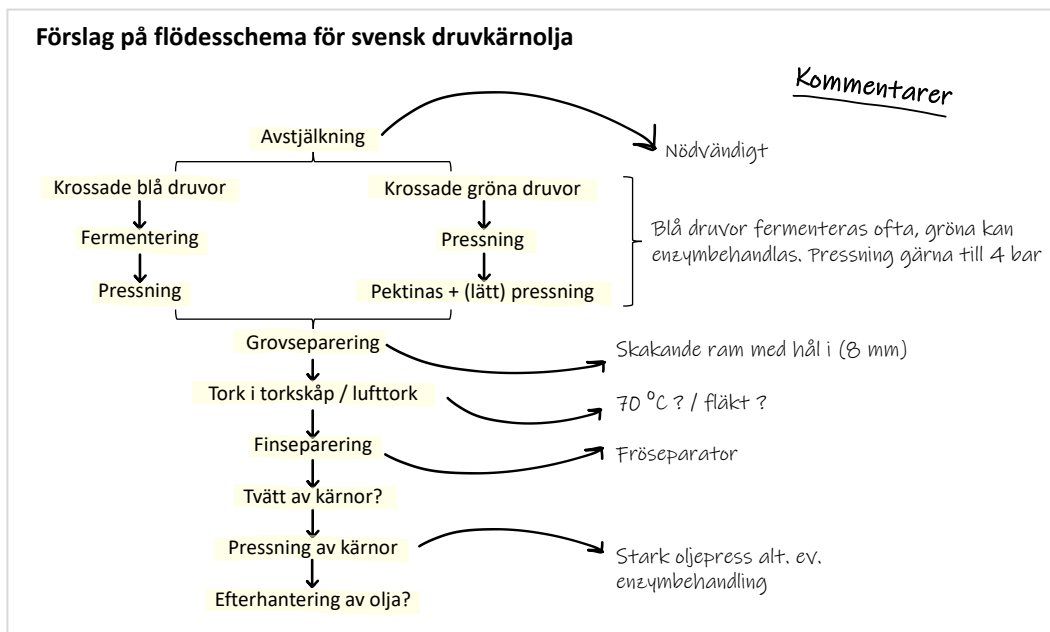 Förslag på flödesschema för svensk druvkärnolja
Kommentarer
Avstjälkning
Nödvändigt
Krossade blå druvor
Krossade gröna druvor
Fermentering
Pressning
Blå druvor fermenteras ofta, gröna kan
enzymbehandlas. Pressning gärna till 4 bar
Pressning
Pektinas + (lätt) pressning
Grovseparering
Skakande ram med hål i (8 mm)
Tork i torkskåp / lufttork
70 °C ? / fläkt ?
Finseparering
Fröseparator
Tvätt av kärnor?
Pressning av kärnor
Stark oljepress alt. ev.
enzymbehandling
Efterhantering av olja?